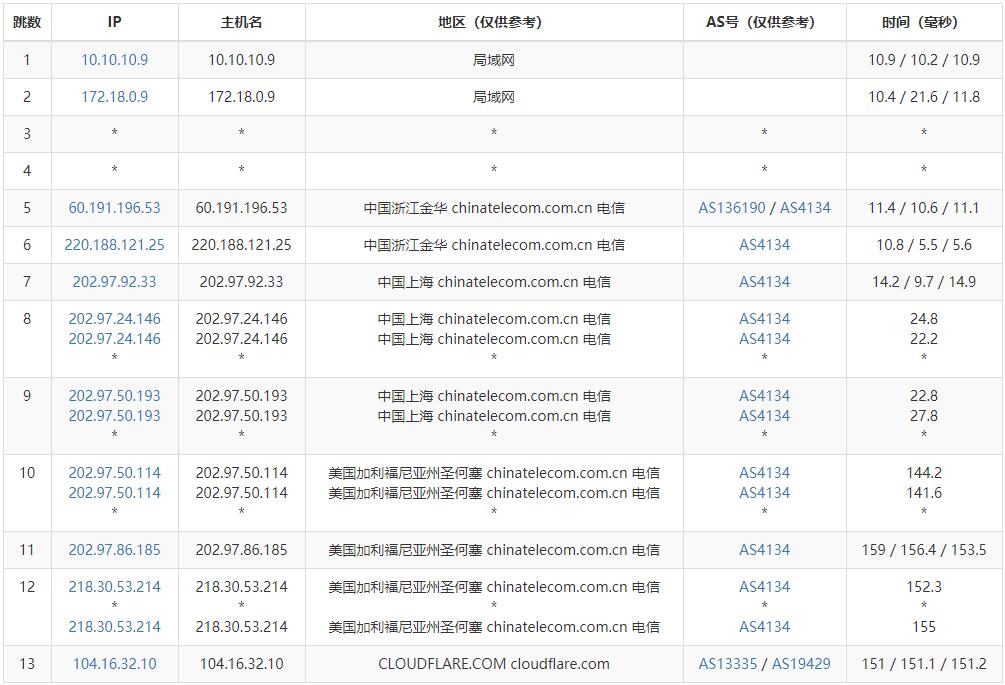 跳数 IP 主机名 地区（仅供参考） AS号（仅供参考） 时间（毫秒）
1 10.10.10.9 10.10.10.9 局域网 10.9 / 10.2 / 10.9
2 172.18.0.9 172.18.0.9 局域网 10.4 / 21.6 / 11.8
3 * * * * *
4 * * * * *
5 60.191.196.53 60.191.196.53 中国浙江金华 chinatelecom.com.cn 电信 AS136190 / AS4134 11.4 / 10.6 / 11.1
6 220.188.121.25 220.188.121.25 中国浙江金华 chinatelecom.com.cn 电信 AS4134 10.8 / 5.5 / 5.6
7 202.97.92.33 202.97.92.33 中国上海 chinatelecom.com.cn 电信 AS4134 14.2 / 9.7 / 14.9
8 202.97.24.146 202.97.24.146 中国上海 chinatelecom.com.cn 电信 AS4134 24.8
202.97.24.146 202.97.24.146 中国上海 chinatelecom.com.cn 电信 AS4134 22.2
* * * * *
9 202.97.50.193 202.97.50.193 中国上海 chinatelecom.com.cn 电信 AS4134 22.8
202.97.50.193 202.97.50.193 中国上海 chinatelecom.com.cn 电信 AS4134 27.8
* * * * *
10 202.97.50.114 202.97.50.114 美国加利福尼亚州圣何塞 chinatelecom.com.cn 电信 AS4134 144.2
202.97.50.114 202.97.50.114 美国加利福尼亚州圣何塞 chinatelecom.com.cn 电信 AS4134 141.6
* * * * *
11 202.97.86.185 202.97.86.185 美国加利福尼亚州圣何塞 chinatelecom.com.cn 电信 AS4134 159 / 156.4 / 153.5
12 218.30.53.214 218.30.53.214 美国加利福尼亚州圣何塞 chinatelecom.com.cn 电信 AS4134 152.3
* * * * *
218.30.53.214 218.30.53.214 美国加利福尼亚州圣何塞 chinatelecom.com.cn 电信 AS4134 155
13 104.16.32.10 104.16.32.10 CLOUDFLARE.COM cloudflare.com AS13335 / AS19429 151 / 151.1 / 151.2